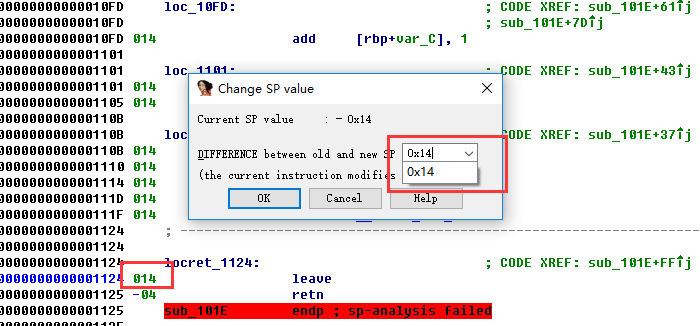 00000000000010FD loc_10FD: ; CODE XREF: sub_101E+61↑j
00000000000010FD ; sub_101E+7D↑j
00000000000010FD 014 add [rbp+var_C], 1
0000000000001101
0000000000001101 loc_1101: ; CODE XREF: sub_101E+43↑j
0000000000001101 014
0000000000001105 014
000000000000110B
000000000000110B ; CODE XREF: sub_101E+37↑j
000000000000110B 014
0000000000001110 014
0000000000001114 014
000000000000111D 014
000000000000111F 014
0000000000001124
0000000000001124 ;
0000000000001124
0000000000001124 locret_1124: ; CODE XREF: sub_101E+FF↑j
0000000000001124 014 leave
0000000000001125 -04 retn
0000000000001125 sub_101E endp ; sp-analysis failed
0000000000001125
Change SP value
Current SP value : - 0x14
DIFFERENCE between old and new SP 0x14
0x14
(the current instruction modifies
OK Cancel Help